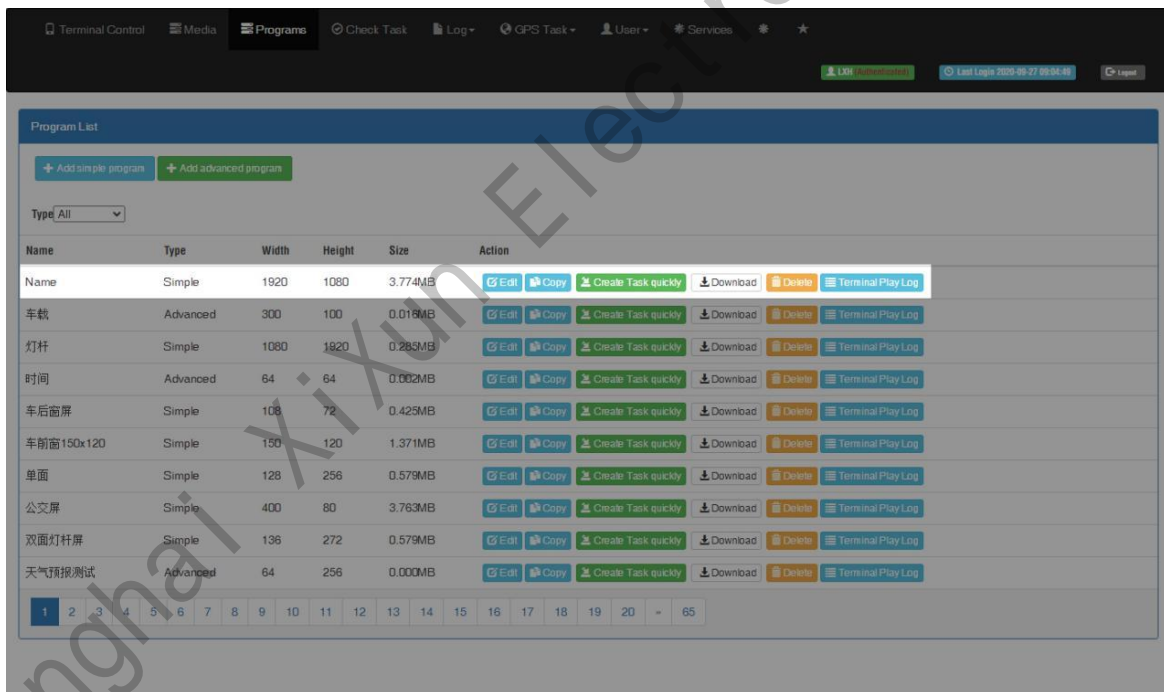 Terminal Control Media Programs Check Task Log GPS Task User Services
LXH (Authenticated) Last Login 2020-09-27 09:04:49 Logout
Program List
Add simple program Add advanced program
Type All
Name Type Width Height Size Action
Name Simple 1920 1080 3.774MB Edit Copy Create Task quickly Download Delete Terminal Play Log
车载 Advanced 300 100 0.016MB Edit Copy Create Task quickly Download Delete Terminal Play Log
灯杆 Simple 1080 1920 0.285MB Edit Copy Create Task quickly Download Delete Terminal Play Log
时间 Advanced 64 64 0.002MB Edit Copy Create Task quickly Download Delete Terminal Play Log
车后窗屏 Simple 108 72 0.425MB Edit Copy Create Task quickly Download Delete Terminal Play Log
车前窗150x120 Simple 150 120 1.371MB Edit Copy Create Task quickly Download Delete Terminal Play Log
单面 Simple 128 256 0.579MB Edit Copy Create Task quickly Download Delete Terminal Play Log
公交屏 Simple 400 80 3.763MB Edit Copy Create Task quickly Download Delete Terminal Play Log
双面灯杆屏 Simple 136 272 0.579MB Edit Copy Create Task quickly Download Delete Terminal Play Log
天气预报测试 Advanced 64 256 0.000MB Edit Copy Create Task quickly Download Delete Terminal Play Log
1 2 3 4 5 6 7 8 9 10 11 12 13 14 15 16 17 18 19 20 - 65
nghai XiXun Electro